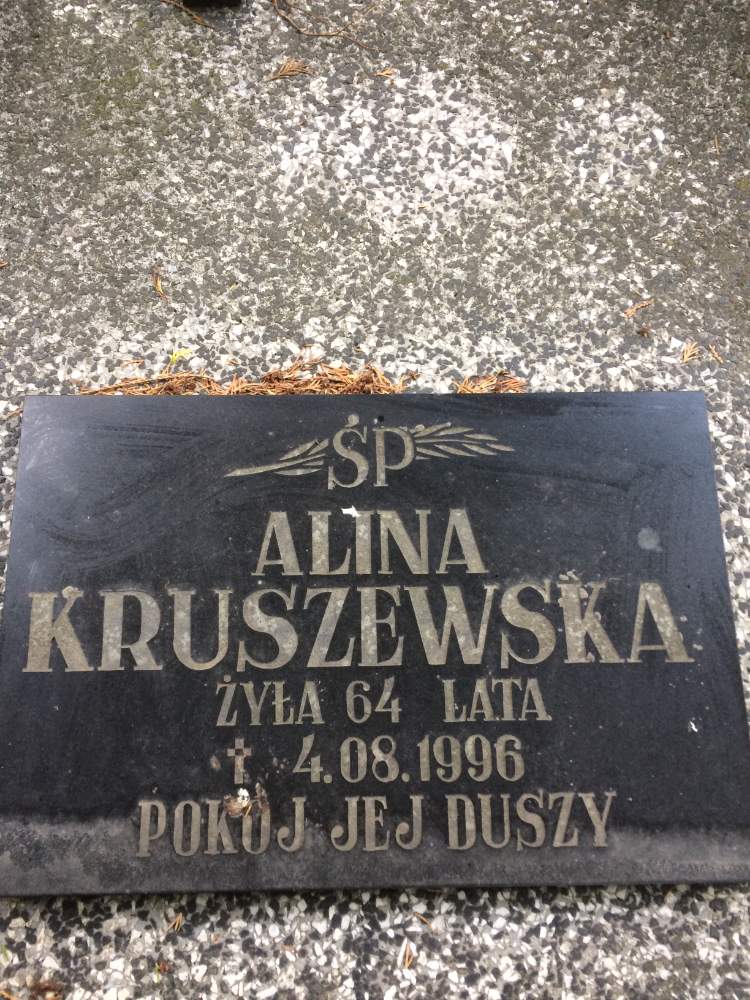 ŚP
ALINA
KRUSZEWSKA
ŻYŁA 64 LATA
† 4.08.1996
POKÓJ JEJ DUSZY